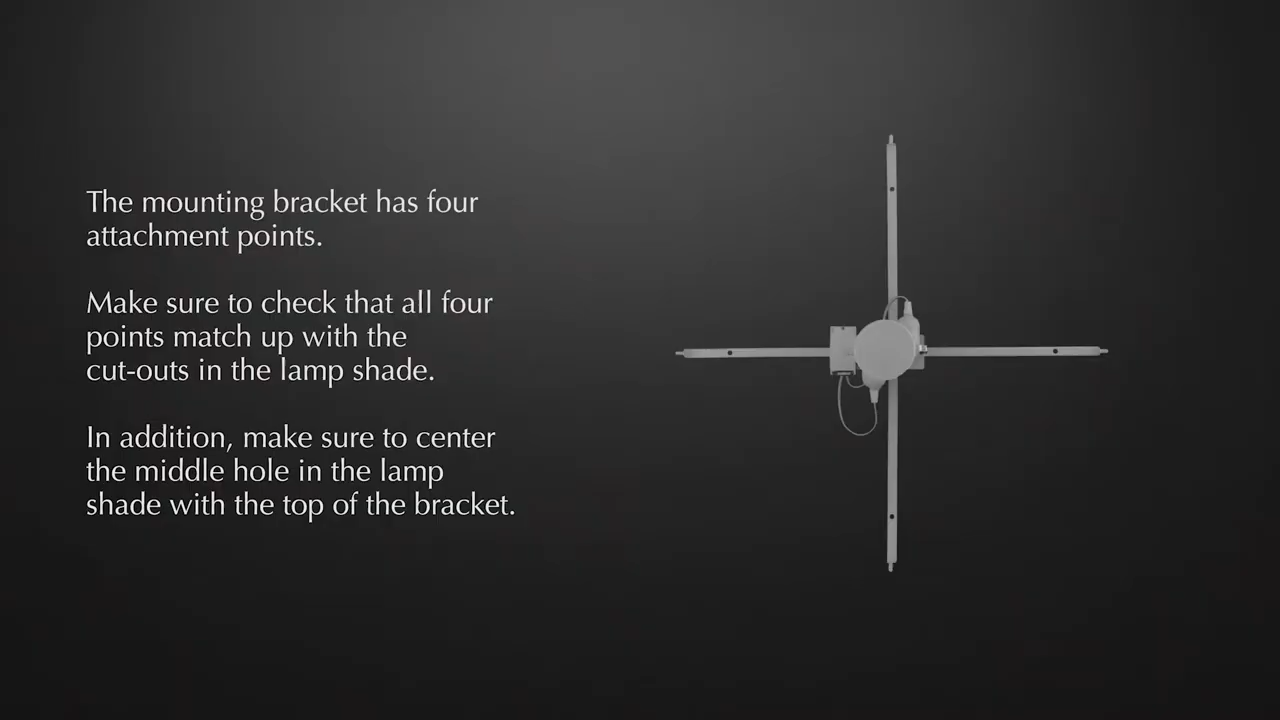 The mounting bracket has four
attachment points.
Make sure to check that all four
points match up with the
cut-outs in the lamp shade.
In addition, make sure to center
the middle hole in the lamp
shade with the top of the bracket.